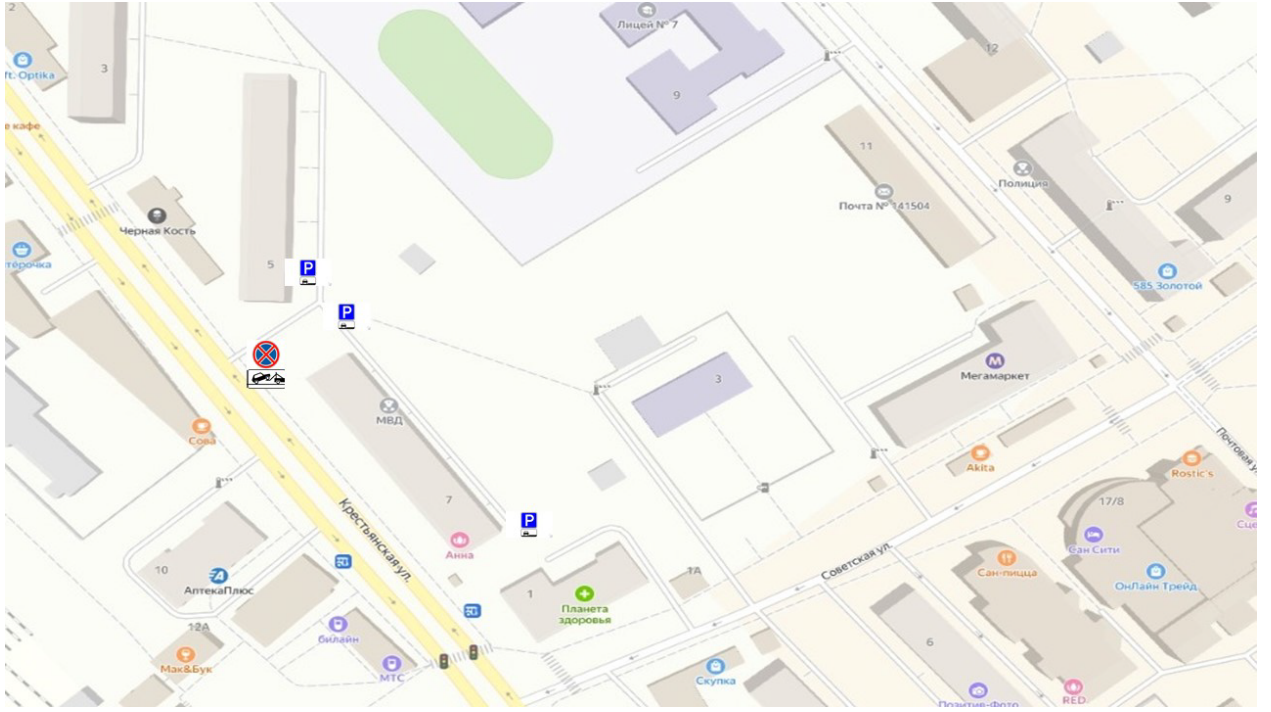 2
Лицей № 7
12
ft. Optika
3
9
е кафе
11
Полиция
Почта № 141504
9
Черная Кость
5
P
585 Золотой
тёрочка
P
Мегамаркет
3
МВД
Сова
Почтовая ул.
Akita
Rostic's
7
17/8
Крестьянская ул.
P
Сце
Анна
Сан Сити
Советская ул.
10
1А
Сан-пицца
ОнЛайн Трейд
АптекаПлюс
1
Планета
здоровья
12А
билайн
6
Мак&Бук
МТС
Скупка
RED
Позитив-Фото